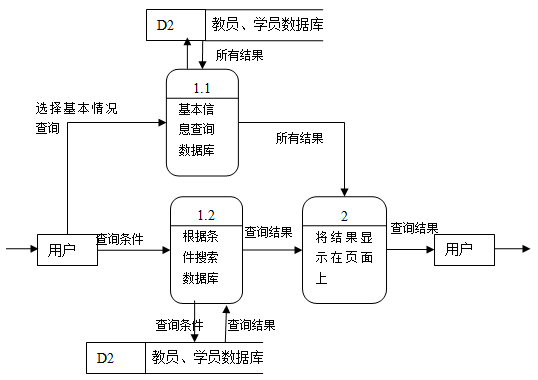 D2
教员、学员数据库
所有结果
1.1
基本信
息查询
数据库
选择基本情况
查询
所有结果
1.2
根据条
件搜索
数据库
2
将结果显
示在页面
上
用户
查询条件
查询结果
查询结果
用户
查询条件
查询结果
D2
教员、学员数据库